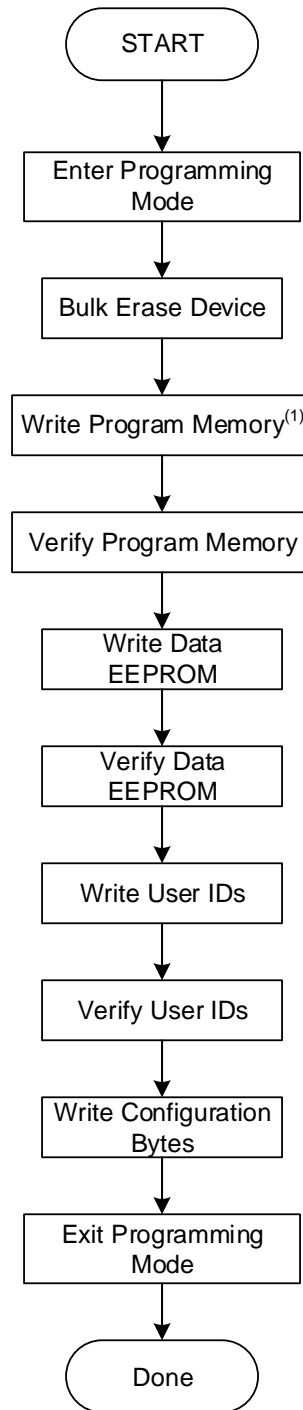 START
Enter Programming
Mode
Bulk Erase Device
Write Program Memory(1)
Verify Program Memory
Write Data
EEPROM
Verify Data
EEPROM
Write User IDs
Verify User IDs
Write Configuration
Bytes
Exit Programming
Mode
Done